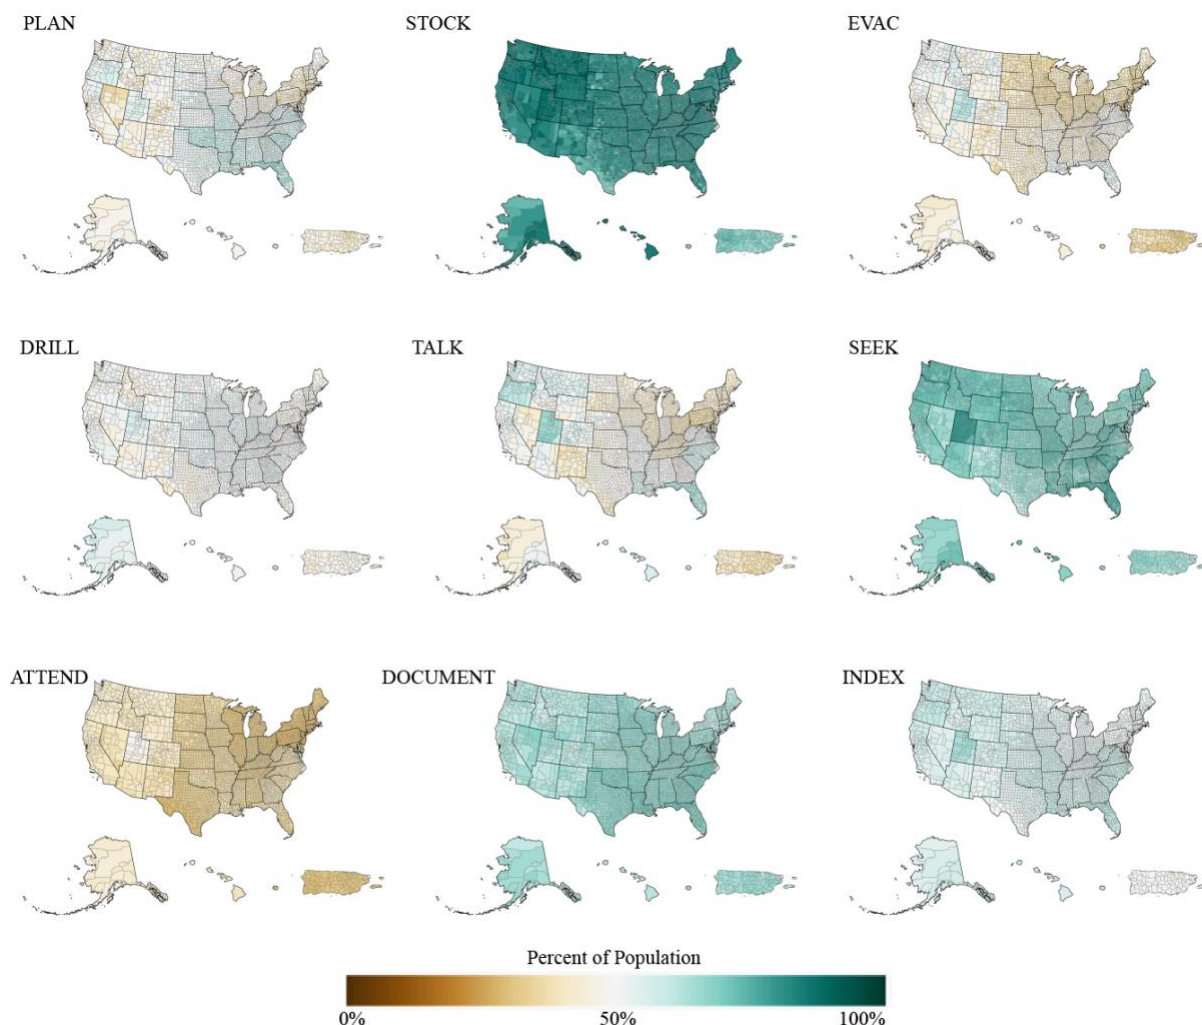 PLAN
STOCK
EVAC
DRILL
TALK
SEEK
ATTEND
DOCUMENT
INDEX
Percent of Population
0%
50%
100%